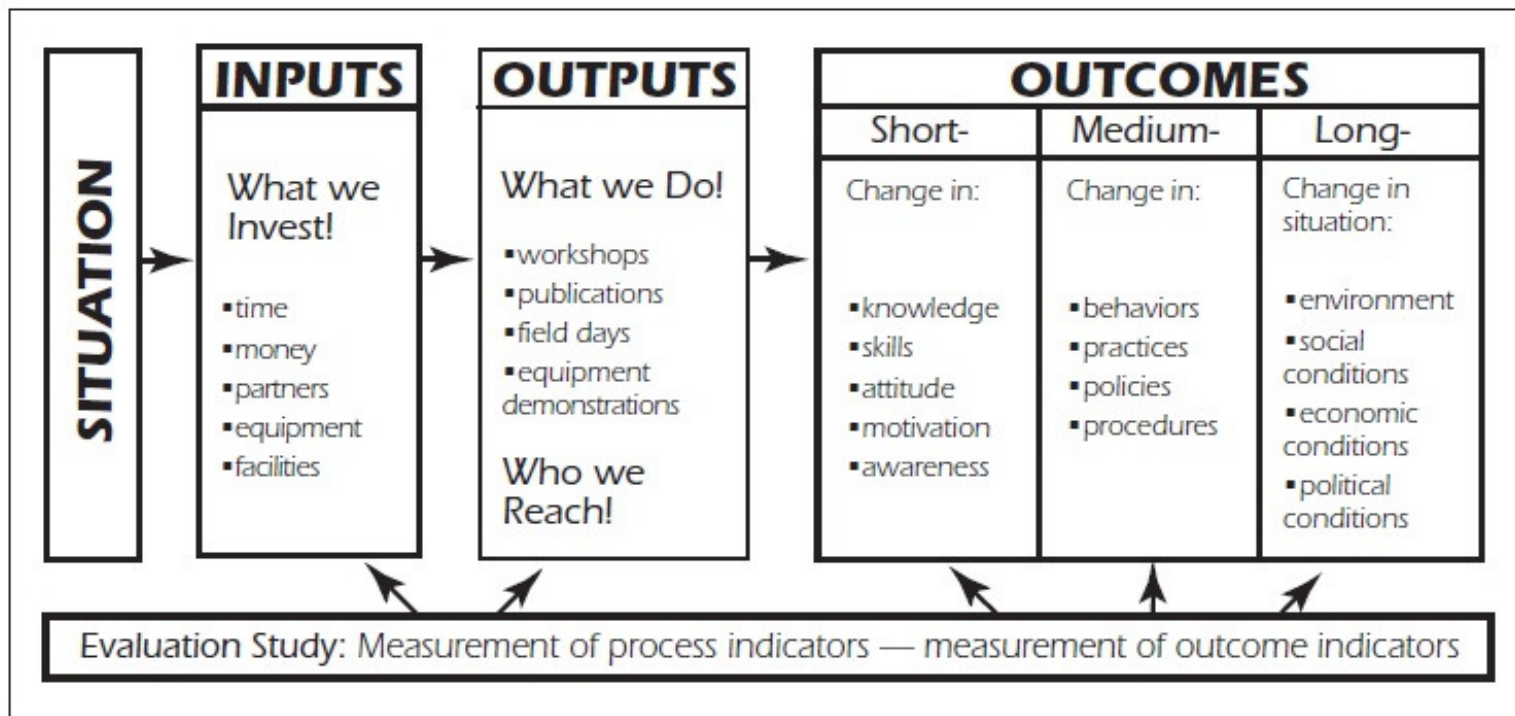 SITUATION
INPUTS
What we
Invest!
▪time
▪money
▪partners
▪equipment
▪facilities
OUTPUTS
What we Do!
▪workshops
▪publications
▪field days
▪equipment
demonstrations
Who we
Reach!
OUTCOMES
Short-
Change in:
▪knowledge
▪skills
▪attitude
▪motivation
▪awareness
Medium-
Change in:
▪behaviors
▪practices
▪policies
▪procedures
Long-
Change in
situation:
▪environment
▪social
conditions
▪economic
conditions
▪political
conditions
Evaluation Study: Measurement of process indicators — measurement of outcome indicators